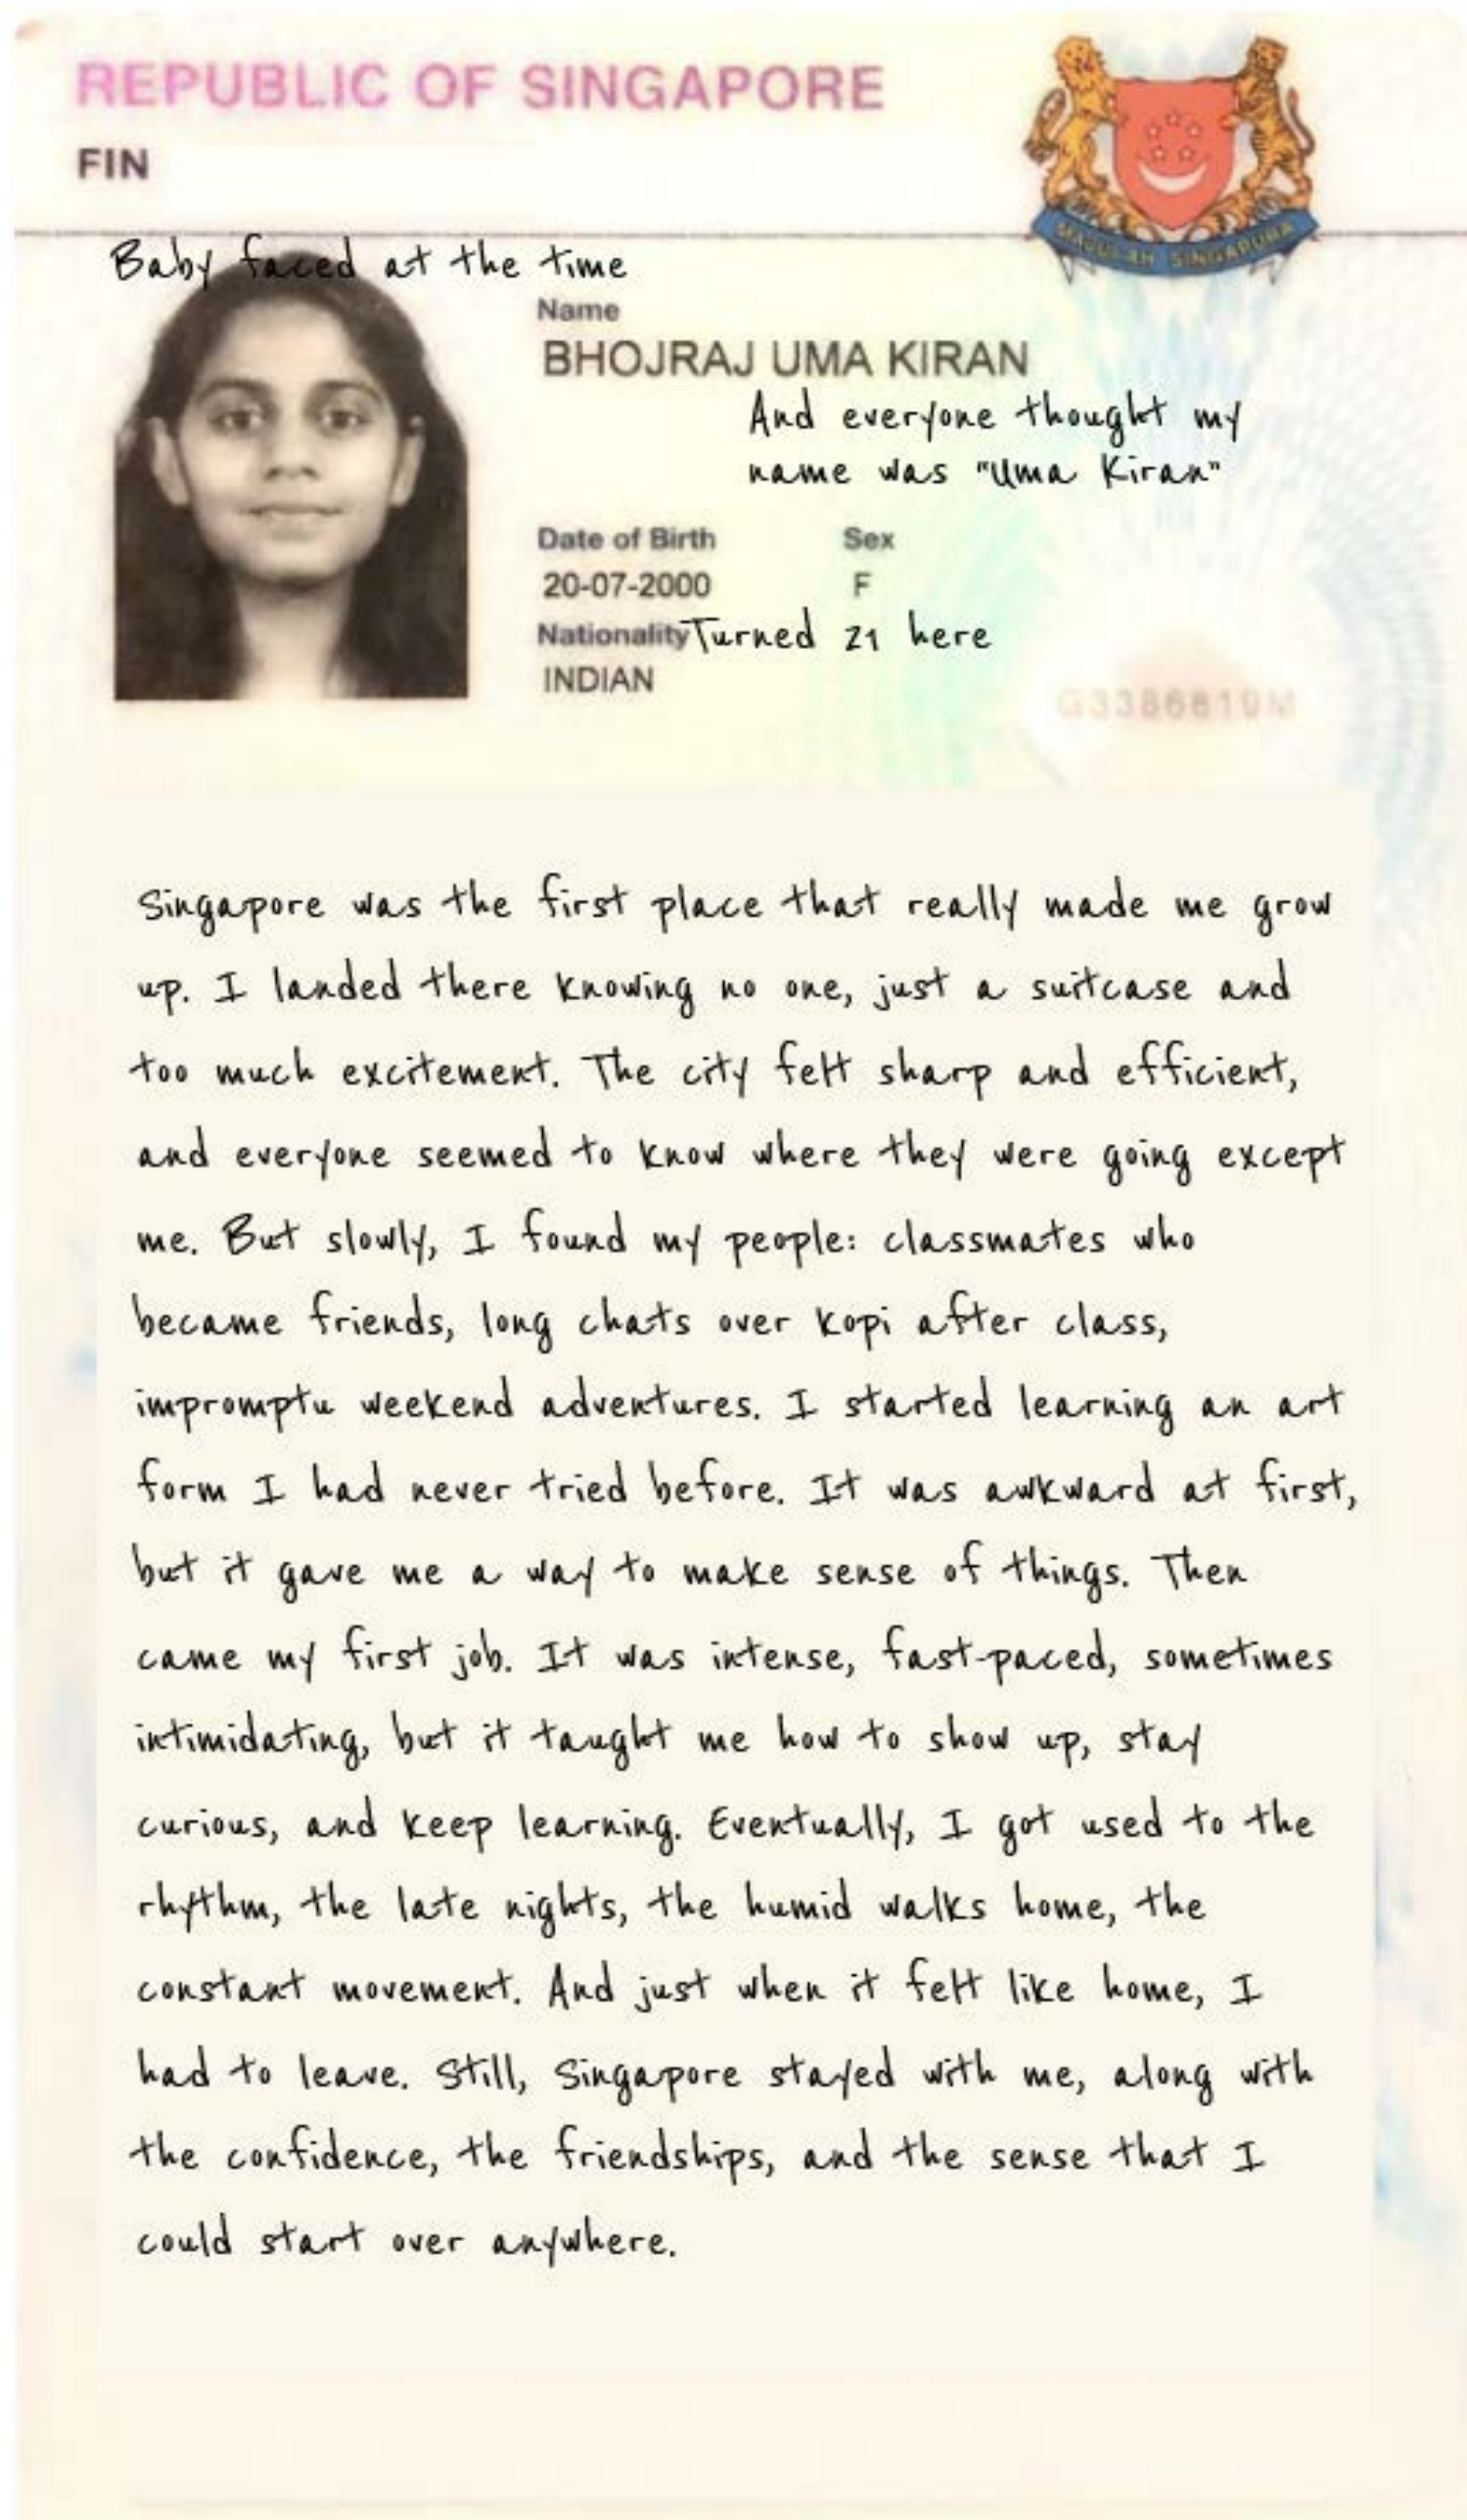 REPUBLIC OF SINGAPORE
FIN
MAJULAH SINGAPURA
Baby faced at the time
Name
BHOJRAJ UMA KIRAN
And everyone thought my
name was "Uma Kiran"
Date of Birth Sex
20-07-2000 F
Nationality Turned 21 here
INDIAN
Singapore was the first place that really made me grow
up. I landed there knowing no one, just a suitcase and
too much excitement. The city felt sharp and efficient,
and everyone seemed to know where they were going except
me. But slowly, I found my people: classmates who
became friends, long chats over kopi after class,
impromptu weekend adventures. I started learning an art
form I had never tried before. It was awkward at first,
but it gave me a way to make sense of things. Then
came my first job. It was intense, fast-paced, sometimes
intimidating, but it taught me how to show up, stay
curious, and keep learning. Eventually, I got used to the
rhythm, the late nights, the humid walks home, the
constant movement. And just when it felt like home, I
had to leave. Still, Singapore stayed with me, along with
the confidence, the friendships, and the sense that I
could start over anywhere.